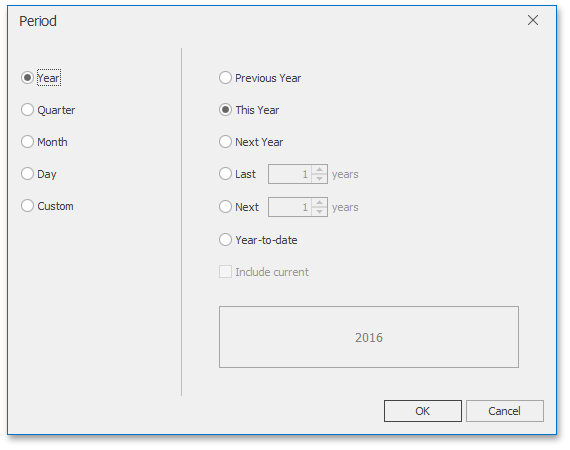 Period
Year
Quarter
Month
Day
Custom
Previous Year
This Year
Next Year
Last 1 years
Next 1 years
Year-to-date
Include current
2016
OK Cancel